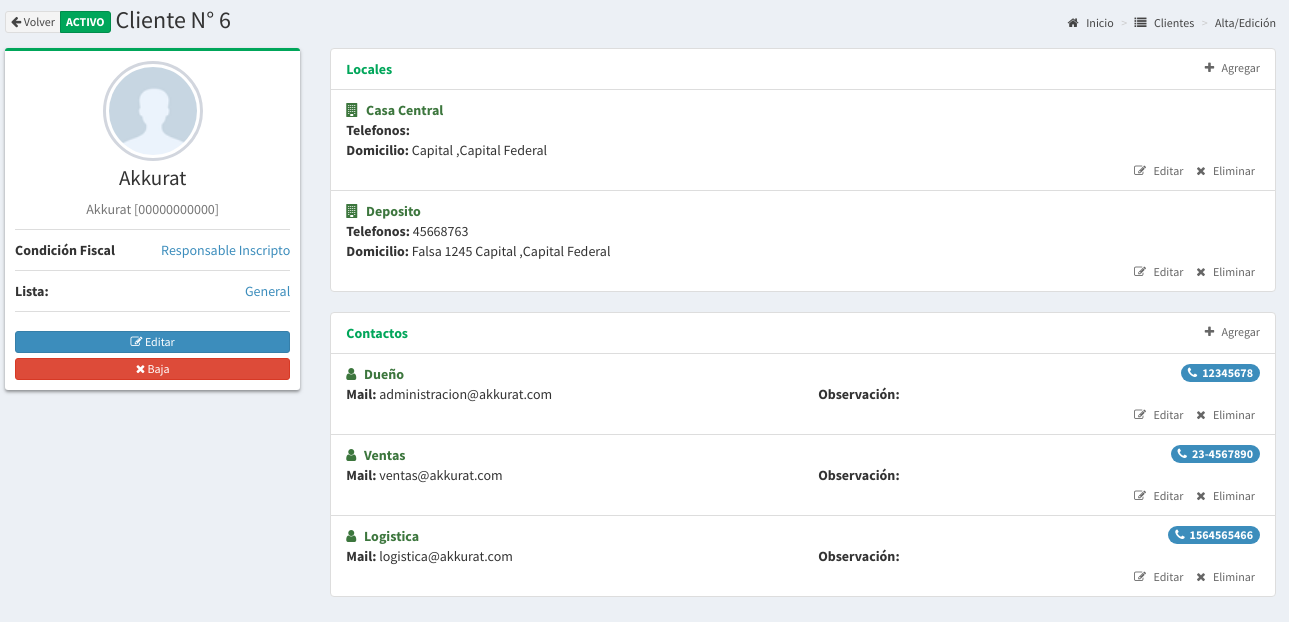 Volver ACTIVO Cliente N° 6
Inicio > Clientes > Alta/Edición
Akkurat
Akkurat [00000000000]
Condición Fiscal Responsable Inscripto
Lista: General
Editar
Baja
Locales Agregar
Casa Central
Telefonos:
Domicilio: Capital ,Capital Federal
Editar Eliminar
Deposito
Telefonos: 45668763
Domicilio: Falsa 1245 Capital ,Capital Federal
Editar Eliminar
Contactos Agregar
Dueño 12345678
Mail: administracion@akkurat.com Observación:
Editar Eliminar
Ventas 23-4567890
Mail: ventas@akkurat.com Observación:
Editar Eliminar
Logistica 1564565466
Mail: logistica@akkurat.com Observación:
Editar Eliminar